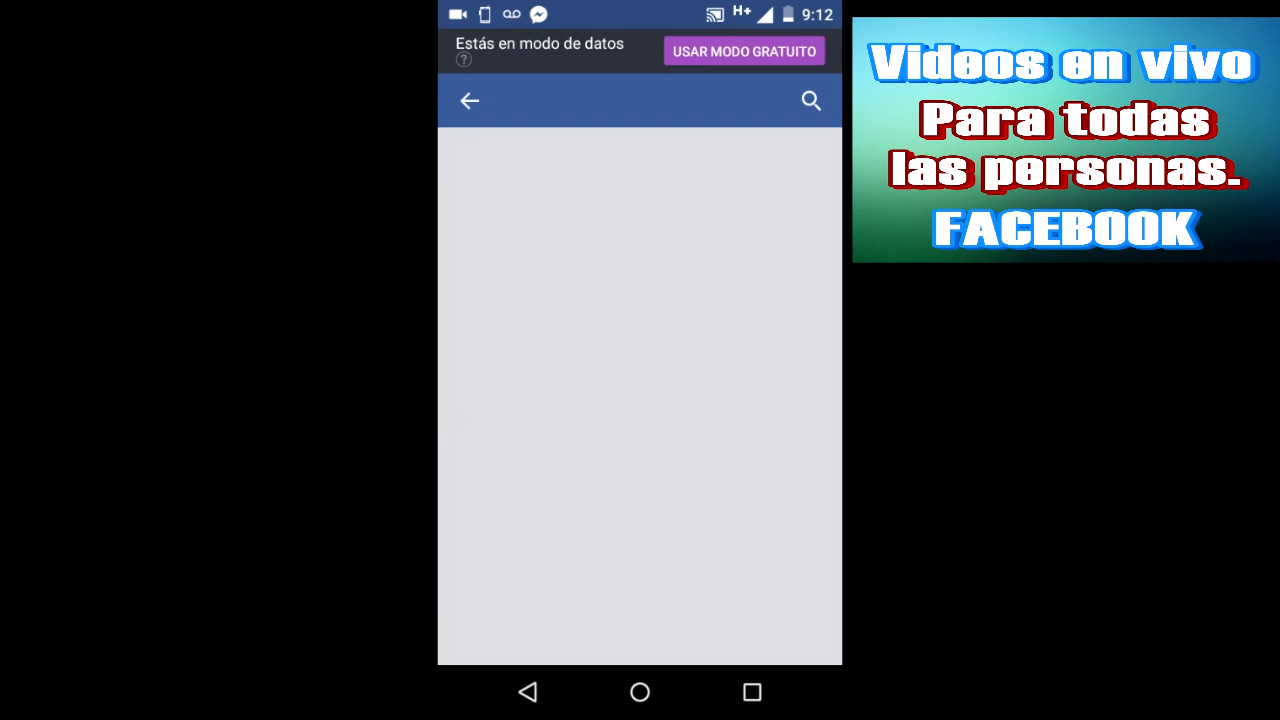 H+ 9:12
Estás en modo de datos
?
USAR MODO GRATUITO
Videos en vivo
Para todas
las personas.
FACEBOOK